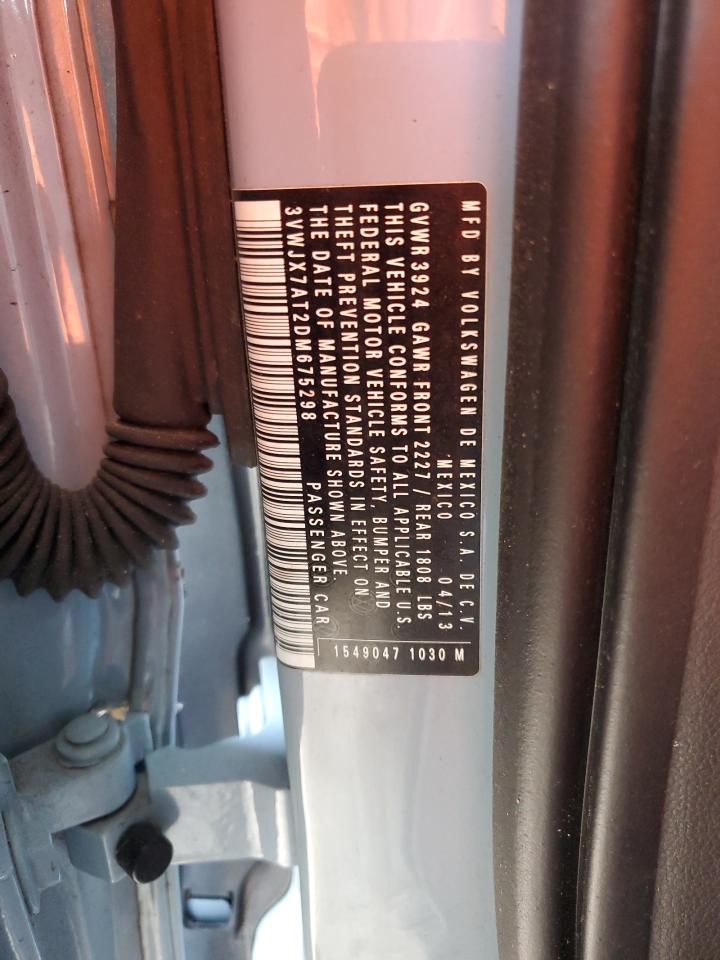 MFD BY VOLKSWAGEN DE MEXICO S.A. DE C.V.
MEXICO 04/13
GVWR 3924 GAWR FRONT 2227 / REAR 1808 LBS
THIS VEHICLE CONFORMS TO ALL APPLICABLE U.S.
FEDERAL MOTOR VEHICLE SAFETY, BUMPER AND
THEFT PREVENTION STANDARDS IN EFFECT ON
THE DATE OF MANUFACTURE SHOWN ABOVE.
3VWJX7AT2DM675298 PASSENGER CAR
1549047 1030 M